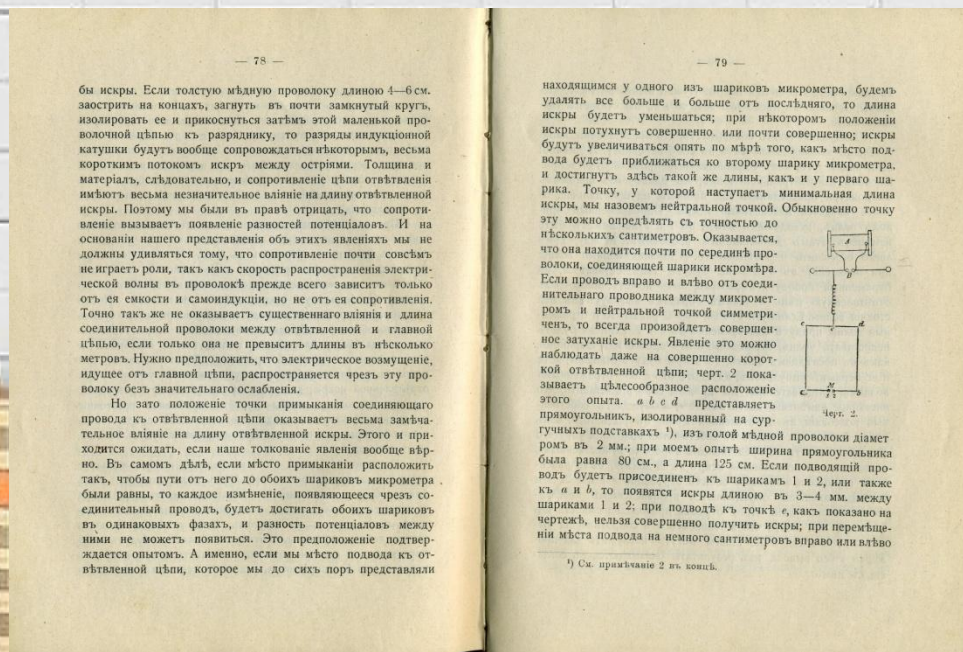 — 78 —
бы искры. Если толстую мѣдную проволоку длиною 4—6 см.
заострить на концахъ, загнуть въ почти замкнутый кругъ,
изолировать ее и прикоснуться затѣмъ этой маленькой про-
волочной цѣпью къ разряднику, то разряды индукціонной
катушки будутъ вообще сопровождаться нѣкоторымъ, весьма
короткимъ потокомъ искръ между остріями. Толщина и
матеріалъ, слѣдовательно, и сопротивленіе цѣпи отвѣтвленія
имѣютъ весьма незначительное вліяніе на длину отвѣтвленной
искры. Поэтому мы были въ правѣ отрицать, что сопроти-
вленіе вызываетъ появленіе разностей потенціаловъ. И на
основаніи нашего представленія объ этихъ явленіяхъ мы не
должны удивляться тому, что сопротивленіе почти совсѣмъ
не играетъ роли, такъ какъ скорость распространенія электри-
ческой волны въ проволокѣ прежде всего зависитъ только
отъ ея емкости и самоиндукціи, но не отъ ея сопротивленія.
Точно такъ же не оказываетъ существеннаго вліянія и длина
соединительной проволоки между отвѣтвленной и главной
цѣпью, если только она не превыситъ длины въ нѣсколько
метровъ. Нужно предположить, что электрическое возмущеніе,
идущее отъ главной цѣпи, распространяется чрезъ эту про-
волоку безъ значительнаго ослабленія.
Но зато положеніе точки примыканія соединяющаго
провода къ отвѣтвленной цѣпи оказываетъ весьма замѣча-
тельное вліяніе на длину отвѣтвленной искры. Этого и при-
ходится ожидать, если наше толкованіе явленія вообще вѣр-
но. Въ самомъ дѣлѣ, если мѣсто примыканіи расположить
такъ, чтобы пути отъ него до обоихъ шариковъ микрометра
были равны, то каждое измѣненіе, появляющееся чрезъ со-
единительный проводъ, будетъ достигать обоихъ шариковъ
въ одинаковыхъ фазахъ, и разность потенціаловъ между
ними не можетъ появиться. Это предположеніе подтвер-
ждается опытомъ. А именно, если мы мѣсто подвода къ от-
вѣтвленной цѣпи, которое мы до сихъ поръ представляли
— 79 —
находящимся у одного изъ шариковъ микрометра, будемъ
удалять все больше и больше отъ послѣдняго, то длина
искры будетъ уменьшаться; при нѣкоторомъ положеніи
искры потухнутъ совершенно или почти совершенно; искры
будутъ увеличиваться опять по мѣрѣ того, какъ мѣсто под-
вода будетъ приближаться ко второму шарику микрометра,
и достигнутъ здѣсь такой же длины, какъ и у перваго ша-
рика. Точку, у которой наступаетъ минимальная длина
искры, мы назовемъ нейтральной точкой. Обыкновенно точку
эту можно опредѣлять съ точностью до
нѣсколькихъ сантиметровъ. Оказывается,
что она находится почти по серединѣ про-
волоки, соединяющей шарики искромѣра.
Если проводъ вправо и влѣво отъ соеди-
нительнаго проводника между микромет-
ромъ и нейтральной точкой симметри-
ченъ, то всегда произойдетъ совершен-
ное затуханіе искры. Явленіе это можно
наблюдать даже на совершенно корот-
кой отвѣтвленной цѣпи; черт. 2 пока-
зываетъ цѣлесообразное расположеніе
этого опыта. a b c d представляетъ
прямоугольникъ, изолированный на сур-
гучныхъ подставкахъ ¹), изъ голой мѣдной проволоки діамет
ромъ въ 2 мм.; при моемъ опытѣ ширина прямоугольника
была равна 80 см., а длина 125 см. Если подводящій про-
водъ будетъ присоединенъ къ шарикамъ 1 и 2, или также
къ a и b, то появятся искры длиною въ 3—4 мм. между
шариками 1 и 2; при подводѣ къ точкѣ e, какъ показано на
чертежѣ, нельзя совершенно получить искры; при перемѣще-
ніи мѣста подвода на немного сантиметровъ вправо или влѣво
A
B
c e d
M
1 2
a b
Черт. 2.
¹) См. примѣчаніе 2 въ концѣ.